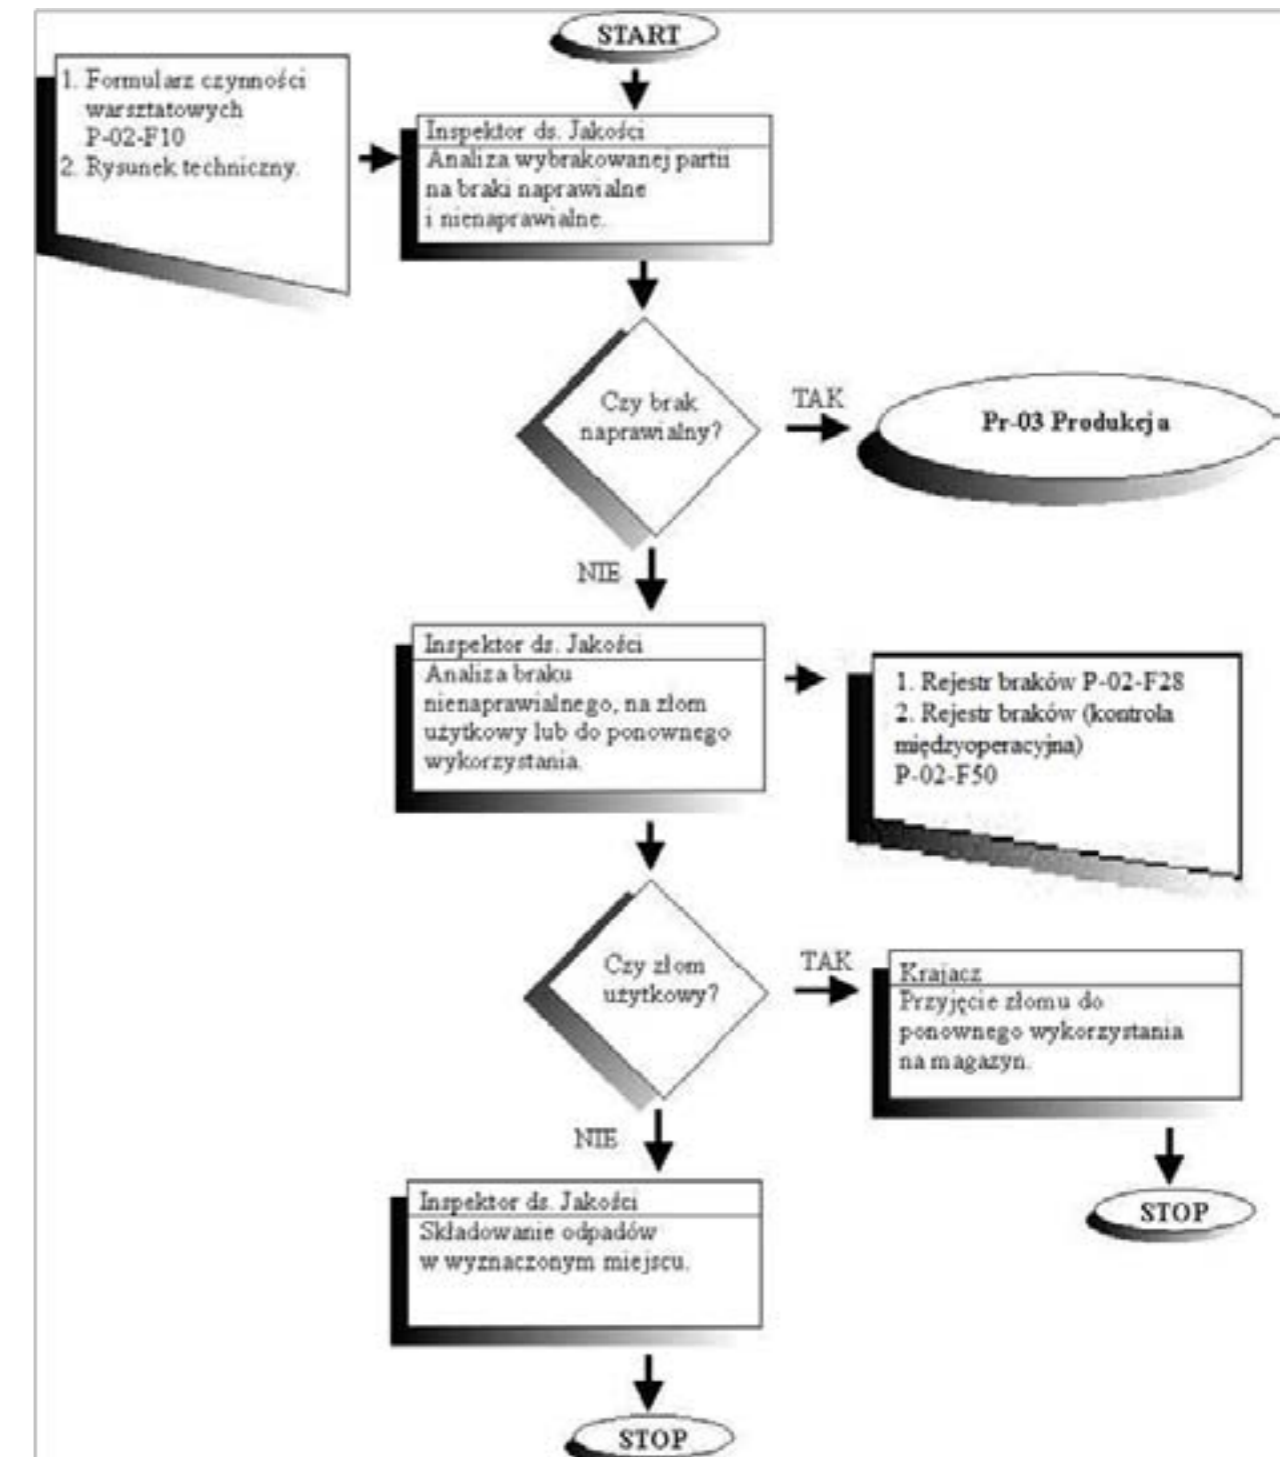 START
1. Formularz czynności
warsztatowych
P-02-F10
2. Rysunek techniczny.
Inspektor ds. Jakości
Analiza wybrakowanej partii
na braki naprawialne
i nienaprawialne.
Czy brak
naprawialny?
TAK
Pr-03 Produkcja
NIE
Inspektor ds. Jakości
Analiza braku
nienaprawialnego, na złom
użytkowy lub do ponownego
wykorzystania.
1. Rejestr braków P-02-F28
2. Rejestr braków (kontrola
międzyoperacyjna)
P-02-F50
Czy złom
użytkowy?
TAK
Krajacz
Przyjęcie złomu do
ponownego wykorzystania
na magazyn.
NIE
STOP
Inspektor ds. Jakości
Składowanie odpadów
w wyznaczonym miejscu.
STOP